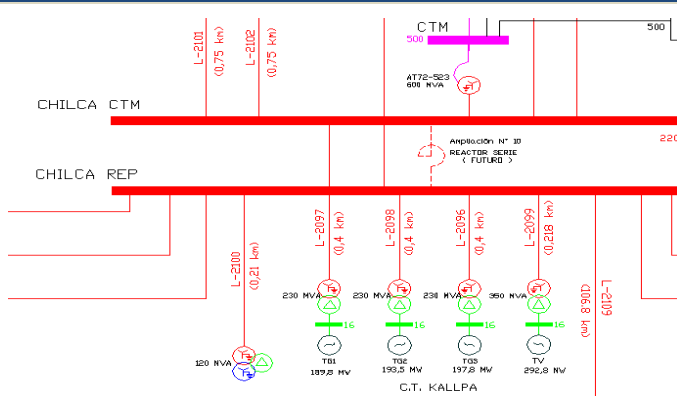 CTM
500
500
L-2101
(0,75 km)
L-2102
(0,75 km)
AT72-523
600 MVA
CHILCA CTM
220
Ampliación N° 10
REACTOR SERIE
( FUTURO )
CHILCA REP
L-2100
(0,21 km)
L-2097
(0,4 km)
L-2098
(0,4 km)
L-2096
(0,4 km)
L-2099
(0,218 km)
L-2109
(106.8 km)
230 MVA
230 MVA
230 MVA
350 MVA
16
16
16
16
120 MVA
TG1
189,8 MW
TG2
193,5 MW
TG3
197,8 MW
TV
292,8 MW
C.T. KALLPA